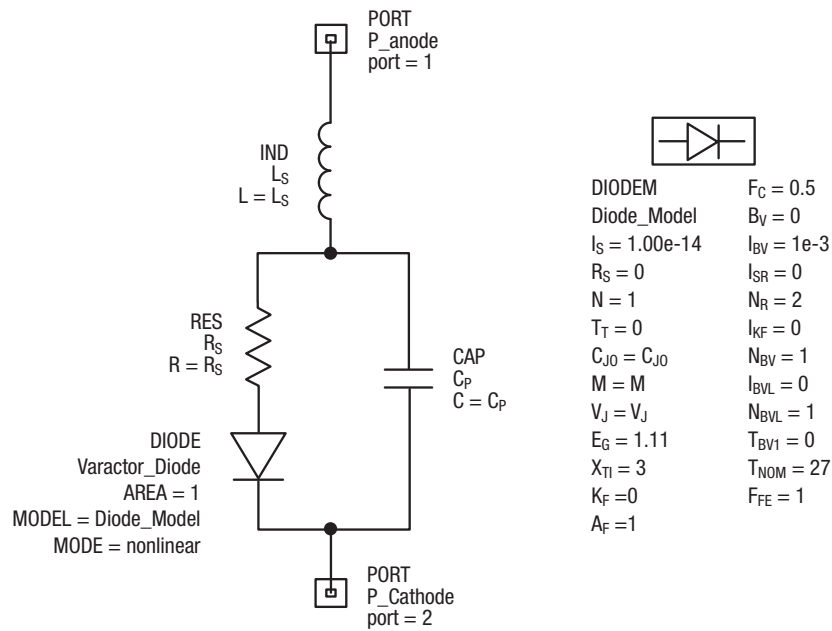 PORT
P_anode
port = 1
IND
LS
L = LS
RES
RS
R = RS
CAP
CP
C = CP
DIODE
Varactor_Diode
AREA = 1
MODEL = Diode_Model
MODE = nonlinear
PORT
P_Cathode
port = 2
DIODEM
Diode_Model
IS = 1.00e-14
RS = 0
N = 1
TT = 0
CJO = CJO
M = M
VJ = VJ
EG = 1.11
XTI = 3
KF =0
AF =1
FC = 0.5
BV = 0
IBV = 1e-3
ISR = 0
NR = 2
IKF = 0
NBV = 1
IBVL = 0
NBVL = 1
TBV1 = 0
TNOM = 27
FFE = 1